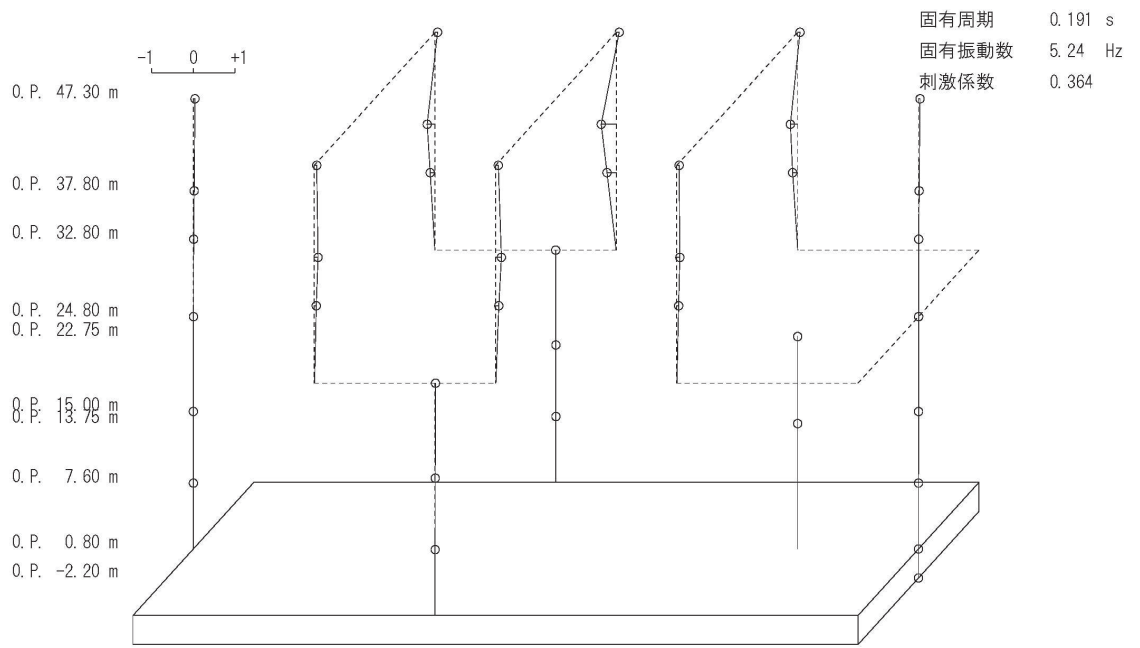 固有周期 0.191 s
固有振動数 5.24 Hz
刺激係数 0.364
-1 0 +1
O.P. 47.30 m
O.P. 37.80 m
O.P. 32.80 m
O.P. 24.80 m
O.P. 22.75 m
O.P. 15.00 m
O.P. 13.75 m
O.P. 7.60 m
O.P. 0.80 m
O.P. -2.20 m